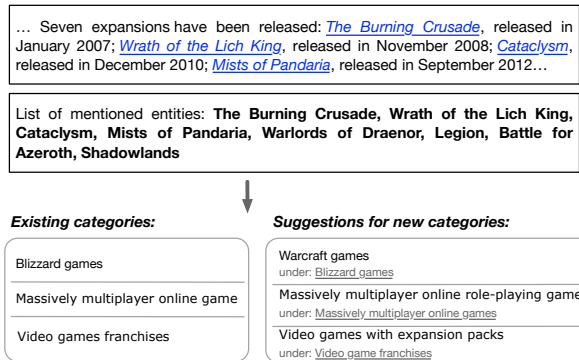 … Seven expansions have been released: The Burning Crusade, released in
January 2007; Wrath of the Lich King, released in November 2008; Cataclysm,
released in December 2010; Mists of Pandaria, released in September 2012…
List of mentioned entities: The Burning Crusade, Wrath of the Lich King,
Cataclysm, Mists of Pandaria, Warlords of Draenor, Legion, Battle for
Azeroth, Shadowlands
Existing categories:
Blizzard games
Massively multiplayer online game
Video games franchises
Suggestions for new categories:
Warcraft games
under: Blizzard games
Massively multiplayer online role-playing game
under: Massively multiplayer online games
Video games with expansion packs
under: Video game franchises